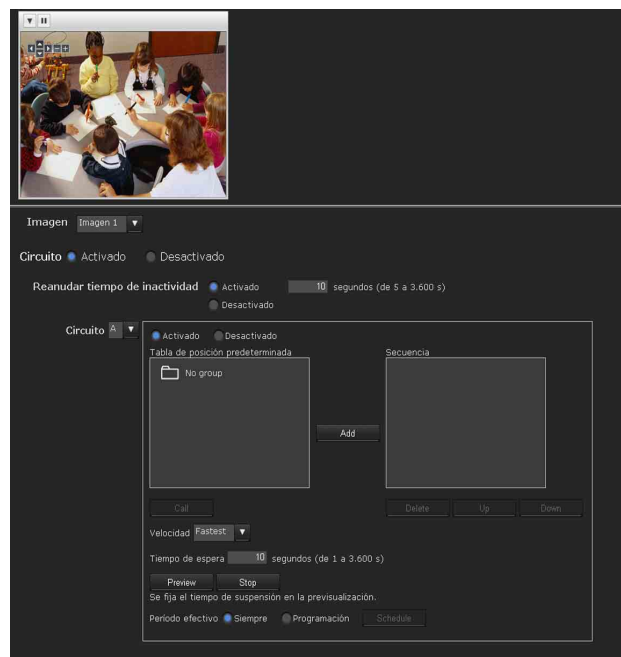 Imagen Imagen 1
Circuito Activado Desactivado
Reanudar tiempo de inactividad Activado 10 segundos (de 5 a 3.600 s)
Desactivado
Circuito A
Activado Desactivado
Tabla de posición predeterminada Secuencia
No group
Add
Call Delete Up Down
Velocidad Fastest
Tiempo de espera 10 segundos (de 1 a 3.600 s)
Preview Stop
Se fija el tiempo de suspensión en la previsualización.
Período efectivo Siempre Programación Schedule